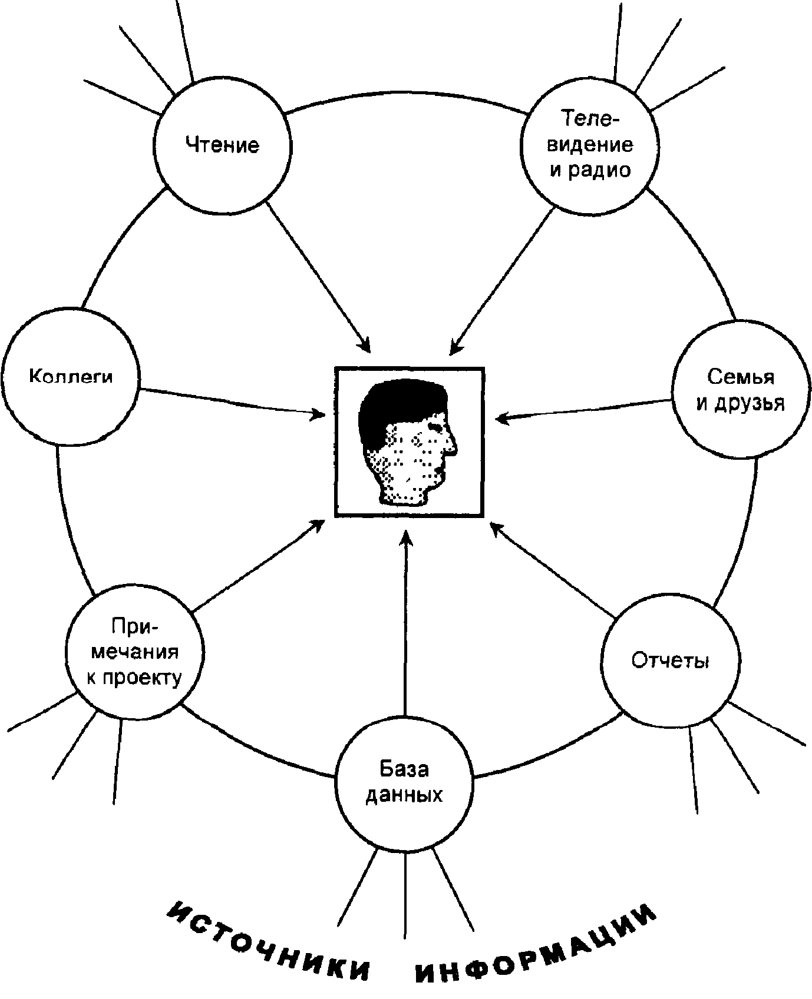 Чтение
Теле-
видение
и радио
Коллеги
Семья
и друзья
При-
мечания
к проекту
Отчеты
База
данных
ИСТОЧНИКИ ИНФОРМАЦИИ